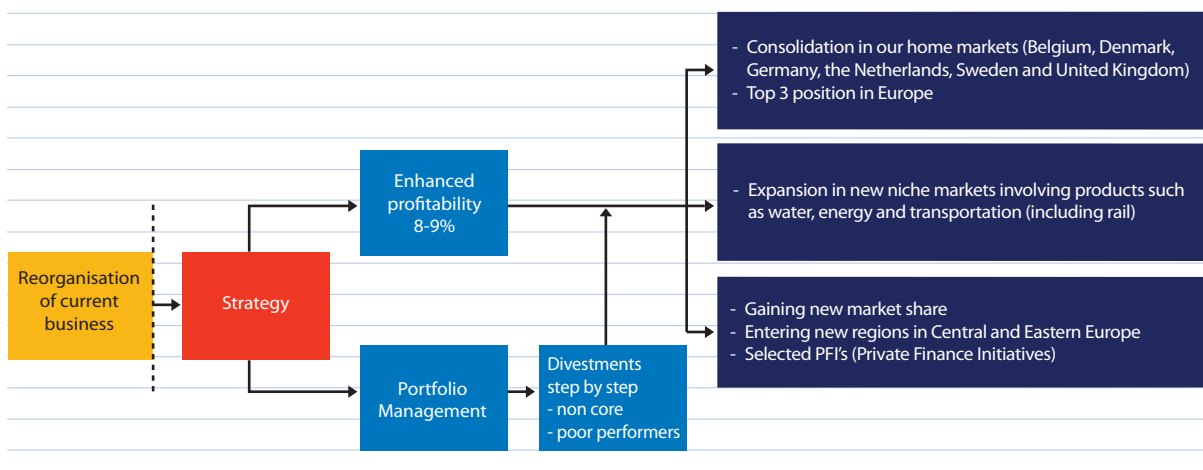 Reorganisation
of current
business
Strategy
Enhanced
profitability
8-9%
Portfolio
Management
Divestments
step by step
- non core
- poor performers
- Consolidation in our home markets (Belgium, Denmark,
Germany, the Netherlands, Sweden and United Kingdom)
- Top 3 position in Europe
- Expansion in new niche markets involving products such
as water, energy and transportation (including rail)
- Gaining new market share
- Entering new regions in Central and Eastern Europe
- Selected PFI's (Private Finance Initiatives)